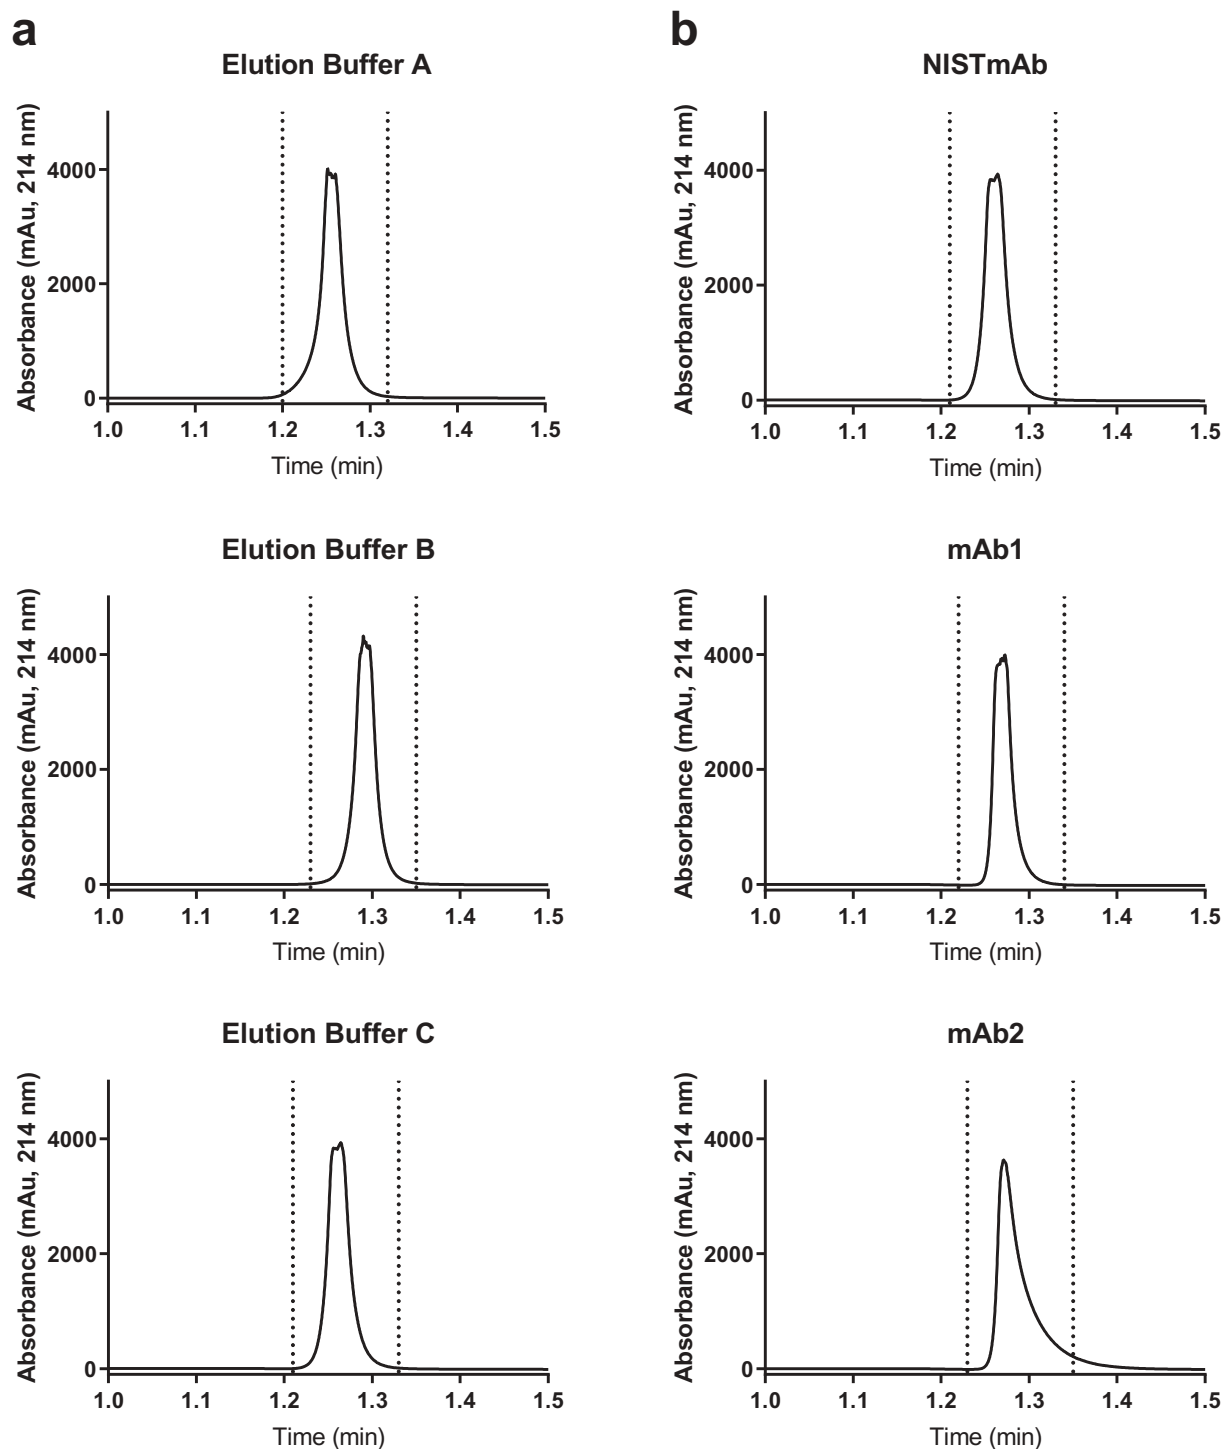 a
Elution Buffer A
Absorbance (mAu, 214 nm)
4000
2000
0
1.0 1.1 1.2 1.3 1.4 1.5
Time (min)
Elution Buffer B
Absorbance (mAu, 214 nm)
4000
2000
0
1.0 1.1 1.2 1.3 1.4 1.5
Time (min)
Elution Buffer C
Absorbance (mAu, 214 nm)
4000
2000
0
1.0 1.1 1.2 1.3 1.4 1.5
Time (min)
b
NISTmAb
Absorbance (mAu, 214 nm)
4000
2000
0
1.0 1.1 1.2 1.3 1.4 1.5
Time (min)
mAb1
Absorbance (mAu, 214 nm)
4000
2000
0
1.0 1.1 1.2 1.3 1.4 1.5
Time (min)
mAb2
Absorbance (mAu, 214 nm)
4000
2000
0
1.0 1.1 1.2 1.3 1.4 1.5
Time (min)